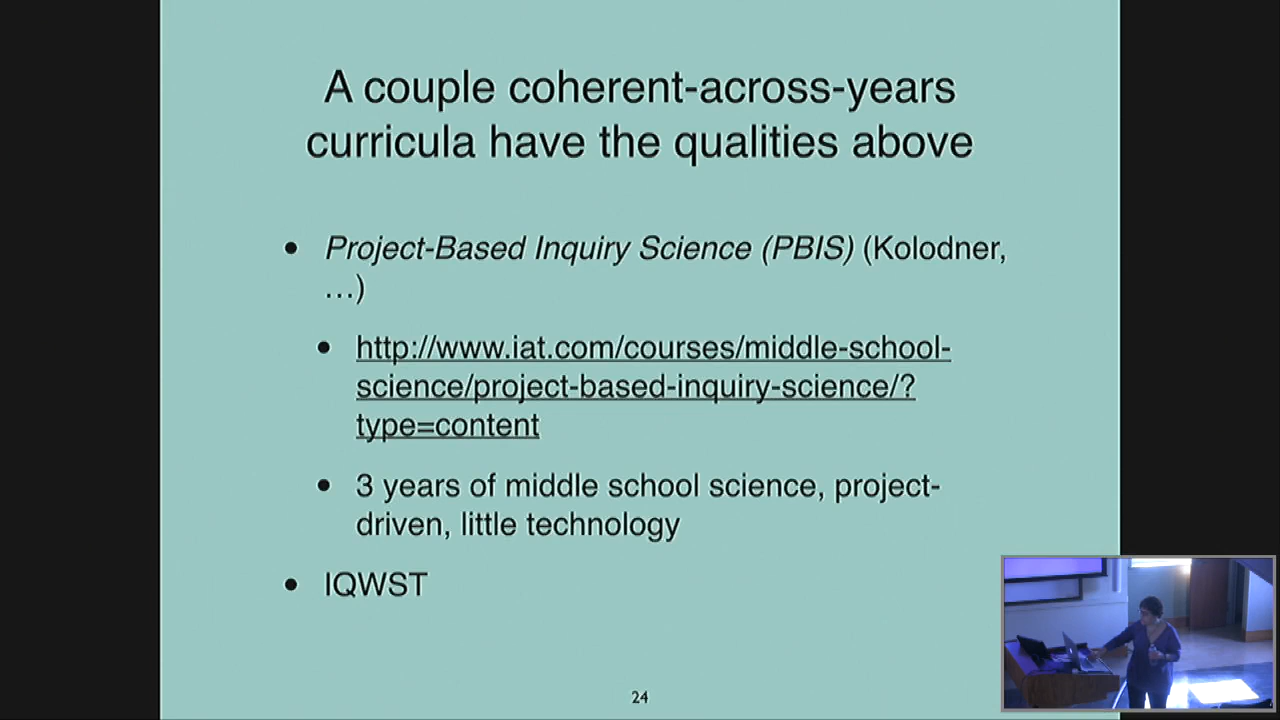 A couple coherent-across-years
curricula have the qualities above
• Project-Based Inquiry Science (PBIS) (Kolodner,
…)
• http://www.iat.com/courses/middle-school-
science/project-based-inquiry-science/?
type=content
• 3 years of middle school science, project-
driven, little technology
• IQWST
24